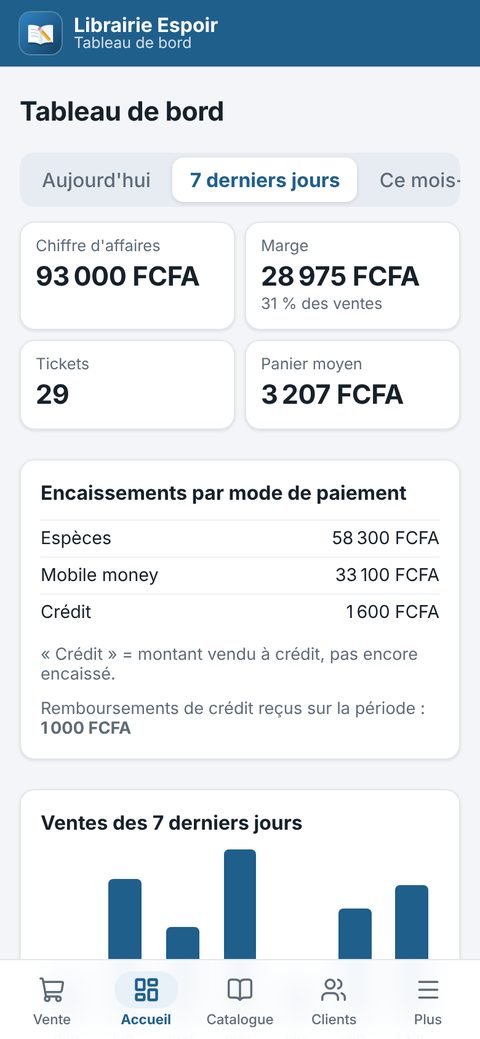 Librairie Espoir
Tableau de bord
Tableau de bord
Aujourd'hui
7 derniers jours
Ce mois-
Chiffre d'affaires
93 000 FCFA
Marge
28 975 FCFA
31 % des ventes
Tickets
29
Panier moyen
3 207 FCFA
Encaissements par mode de paiement
Espèces 58 300 FCFA
Mobile money 33 100 FCFA
Crédit 1 600 FCFA
« Crédit » = montant vendu à crédit, pas encore
encaissé.
Remboursements de crédit reçus sur la période :
1 000 FCFA
Ventes des 7 derniers jours
Vente
Accueil
Catalogue
Clients
Plus